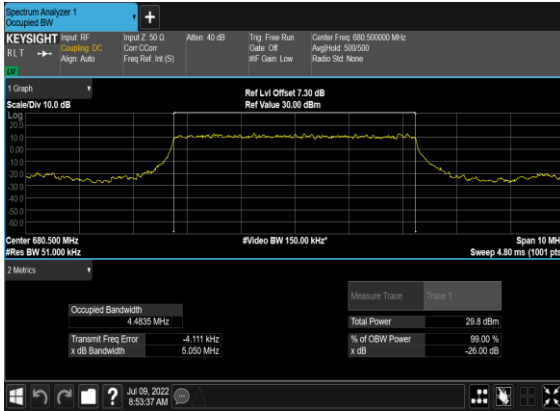 Spectrum Analyzer 1
Occupied BW
+
KEYSIGHT
RLT
Input: RF
Coupling: DC
Align: Auto
Input Z: 50 Ω
Corr CCorr
Freq Ref: Int (S)
Atten: 40 dB
Trig: Free Run
Gate: Off
#IF Gain: Low
Center Freq: 680.500000 MHz
Avg|Hold: 500/500
Radio Std: None
1 Graph
Scale/Div 10.0 dB
Ref Lvl Offset 7.30 dB
Ref Value 30.00 dBm
Log
20.0
10.0
0.00
-10.0
-20.0
-30.0
-40.0
-50.0
-60.0
Center 680.500 MHz
#Res BW 51.000 kHz
#Video BW 150.00 kHz*
Span 10 MH
Sweep 4.80 ms (1001 pts
2 Metrics
Measure Trace Trace 1
Occupied Bandwidth
4.4835 MHz
Total Power 29.8 dBm
Transmit Freq Error -4.111 kHz
% of OBW Power 99.00 %
x dB Bandwidth 5.050 MHz
x dB -26.00 dB
?
Jul 09, 2022
8:53:37 AM